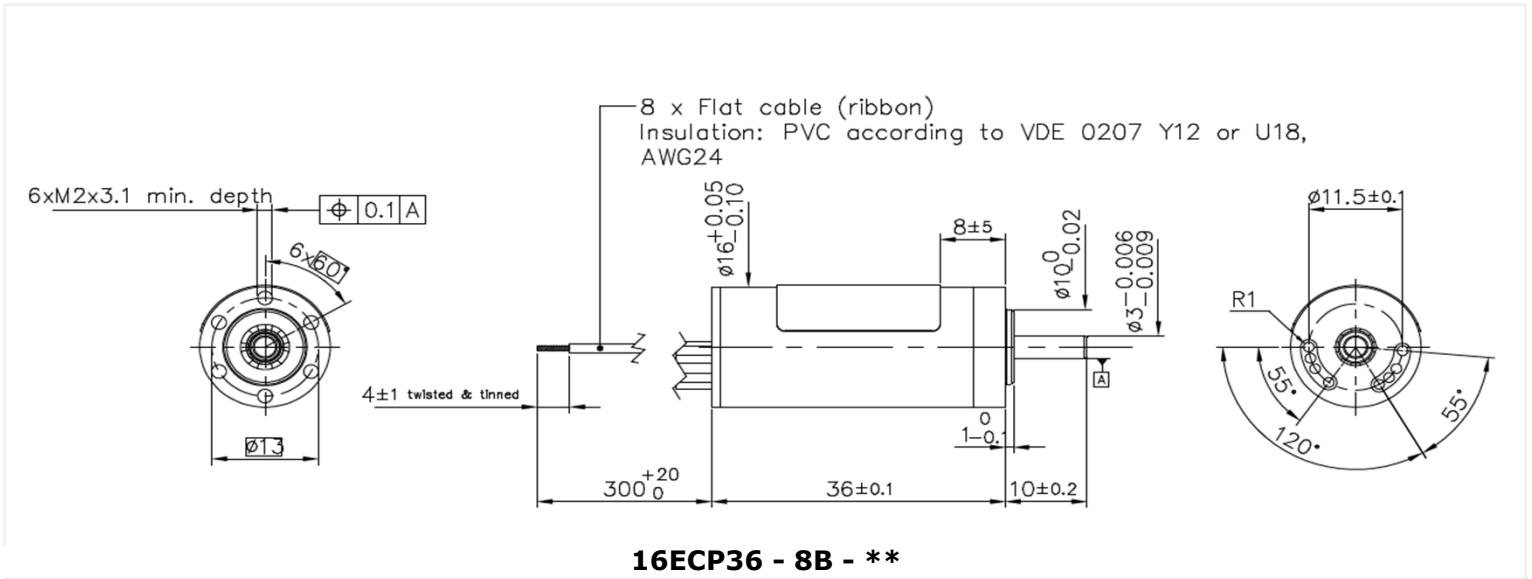 8 x Flat cable (ribbon)
Insulation: PVC according to VDE 0207 Y12 or U18,
AWG24
6xM2x3.1 min. depth
⌖ 0.1 A
6x60°
ø13
4±1 twisted & tinned
300 +20 0
ø16 +0.05 -0.10
8±5
ø10 0 -0.02
ø3 -0.006 -0.009
A
1 0 -0.1
36±0.1
10±0.2
ø11.5±0.1
R1
55°
120°
55°
16ECP36 - 8B - **